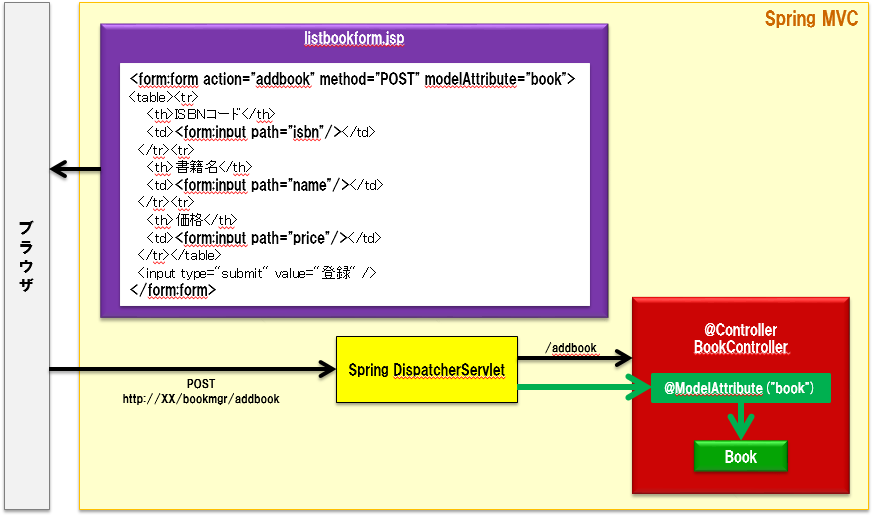 Spring MVC
listbookform.jsp
<form:form action="addbook" method="POST" modelAttribute="book">
<table><tr>
<th>ISBNコード</th>
<td><form:input path="isbn"/></td>
</tr><tr>
<th>書籍名</th>
<td><form:input path="name"/></td>
</tr><tr>
<th>価格</th>
<td><form:input path="price"/></td>
</tr></table>
<input type="submit" value="登録" />
</form:form>
ブラウザ
@Controller
BookController
/addbook
Spring DispatcherServlet
@ModelAttribute("book")
POST
http://XX/bookmgr/addbook
Book